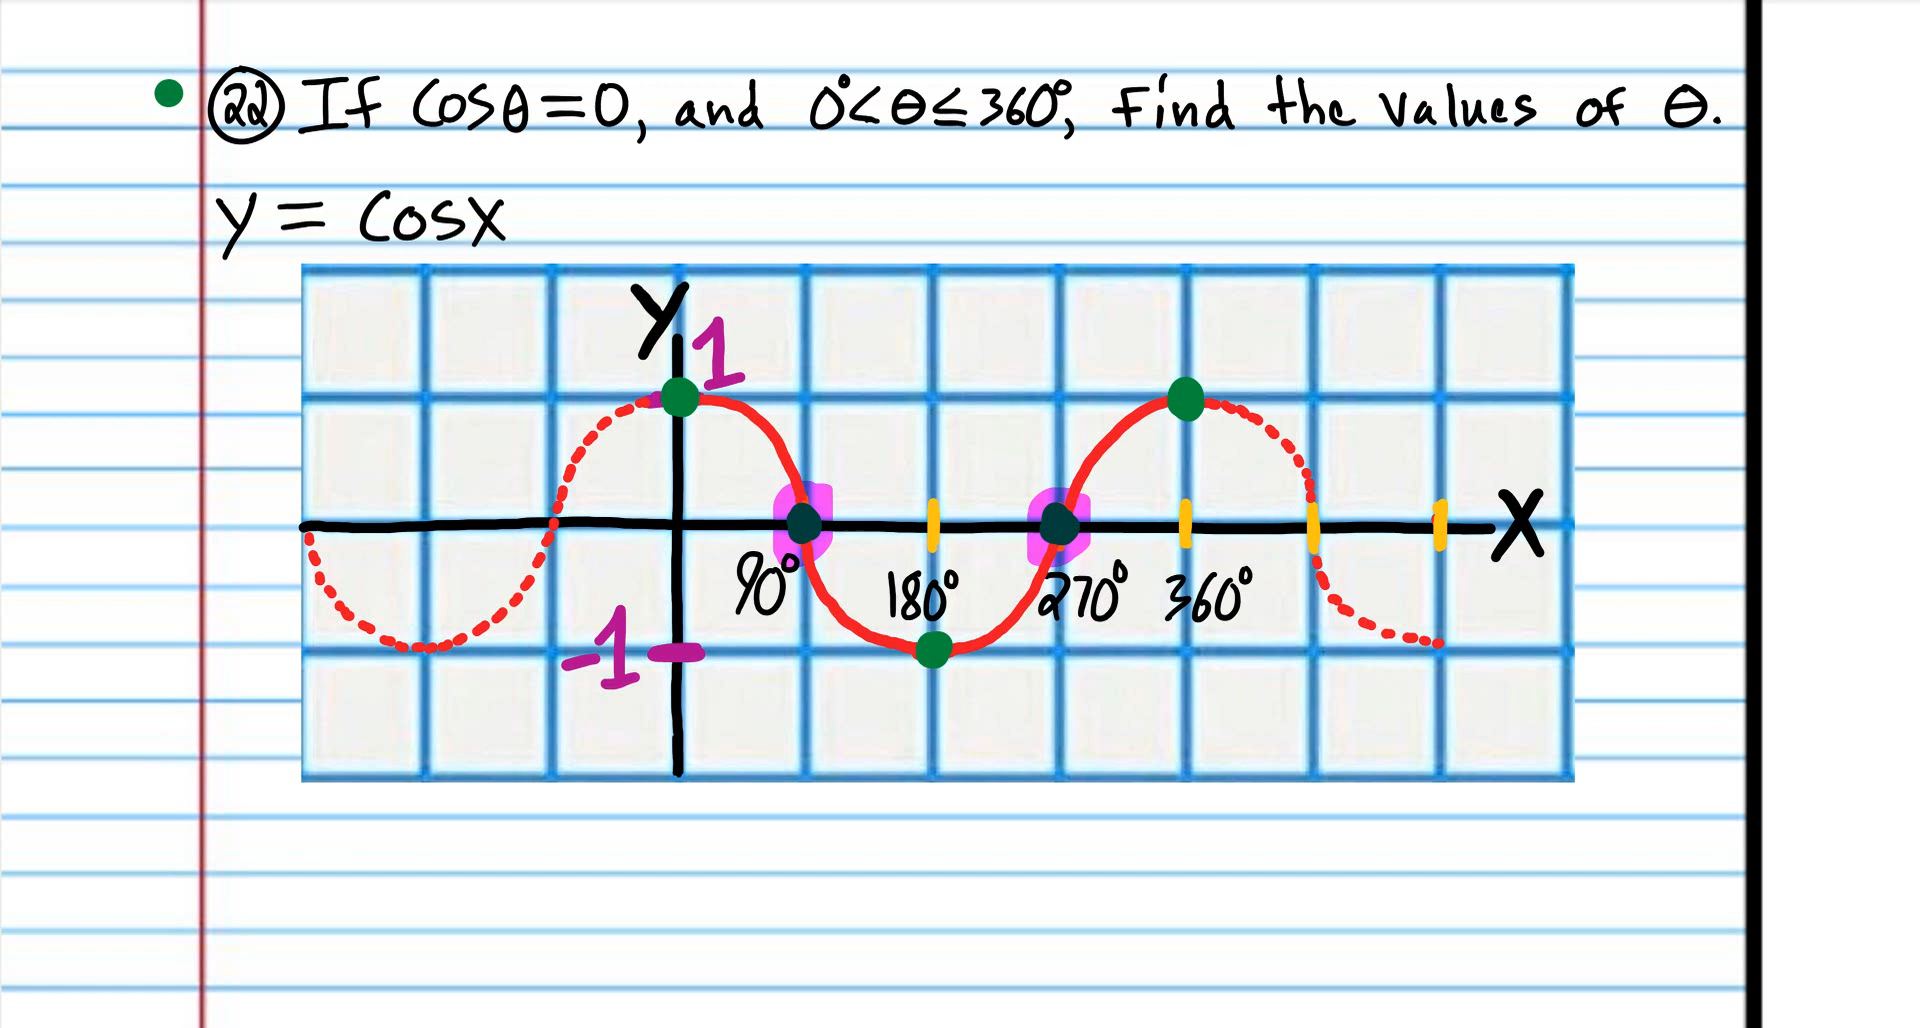 22 If Cosθ=0, and 0°<θ≤360°, Find the values of θ.
y = Cosx
Y
1
X
90° 180° 270° 360°
-1